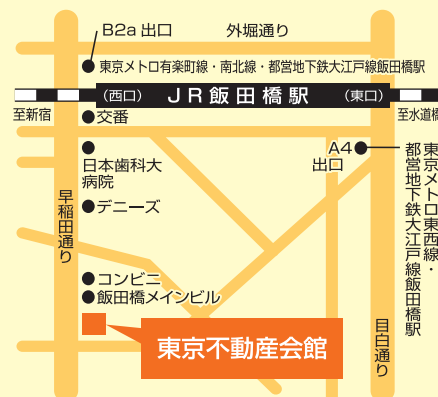 B2a 出口
外堀通り
東京メトロ有楽町線・南北線・都営地下鉄大江戸線飯田橋駅
(西口) JR飯田橋駅 (東口)
至新宿
至水道橋
交番
A4
出口
日本歯科大
病院
東京メトロ東西線・
都営地下鉄大江戸線飯田橋駅
早稲田通り
デニーズ
コンビニ
飯田橋メインビル
東京不動産会館
目白通り